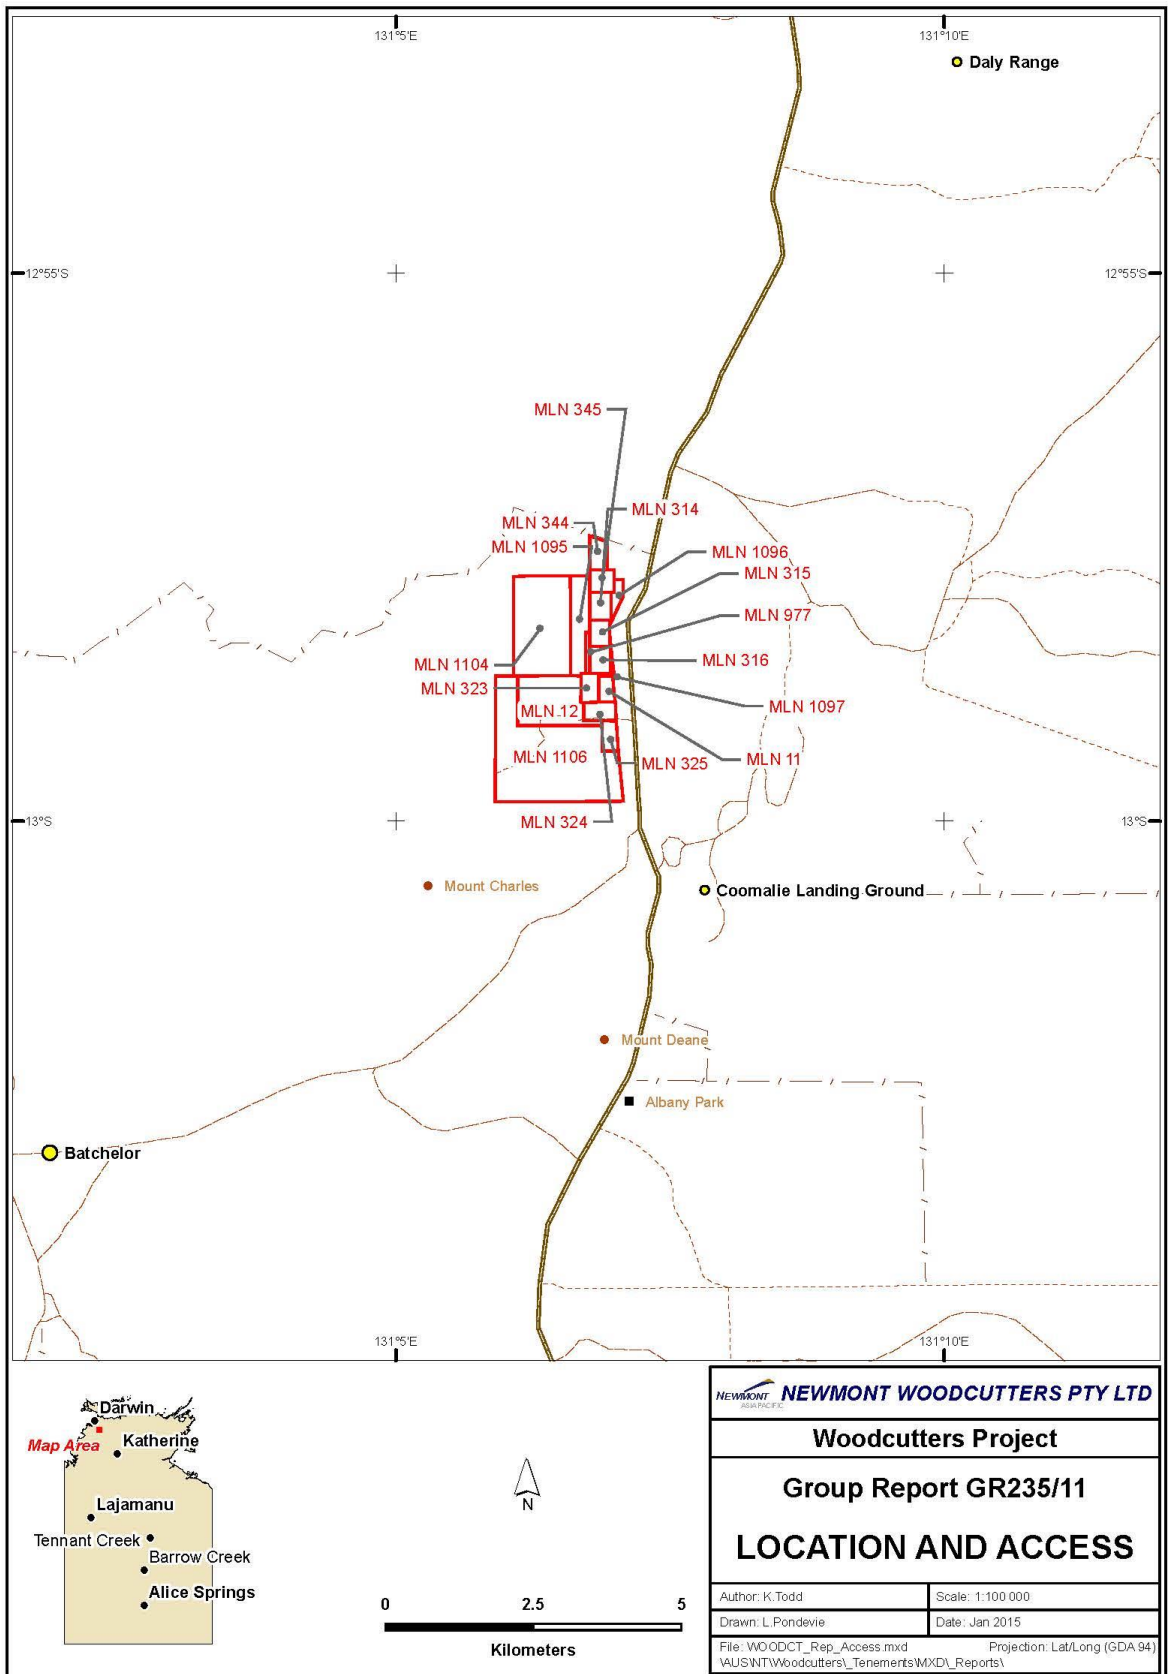 131°5'E
131°10'E
Daly Range
12°55'S
12°55'S
MLN 345
MLN 314
MLN 344
MLN 1095
MLN 1096
MLN 315
MLN 977
MLN 1104
MLN 316
MLN 323
MLN 1097
MLN 12
MLN 1106
MLN 325
MLN 11
MLN 324
13°S
13°S
Mount Charles
Coomalie Landing Ground
Mount Deane
Albany Park
Batchelor
131°5'E
131°10'E
Darwin
Map Area
Katherine
Lajamanu
Tennant Creek
Barrow Creek
Alice Springs
N
0 2.5 5
Kilometers
NEWMONT
ASIA PACIFIC
NEWMONT WOODCUTTERS PTY LTD
Woodcutters Project
Group Report GR235/11
LOCATION AND ACCESS
Author: K.Todd
Scale: 1:100 000
Drawn: L.Pondevie
Date: Jan 2015
File: WOODCT_Rep_Access.mxd
Projection: Lat/Long (GDA 94)
\AUS\NT\Woodcutters\_Tenements\MXD\_Reports\